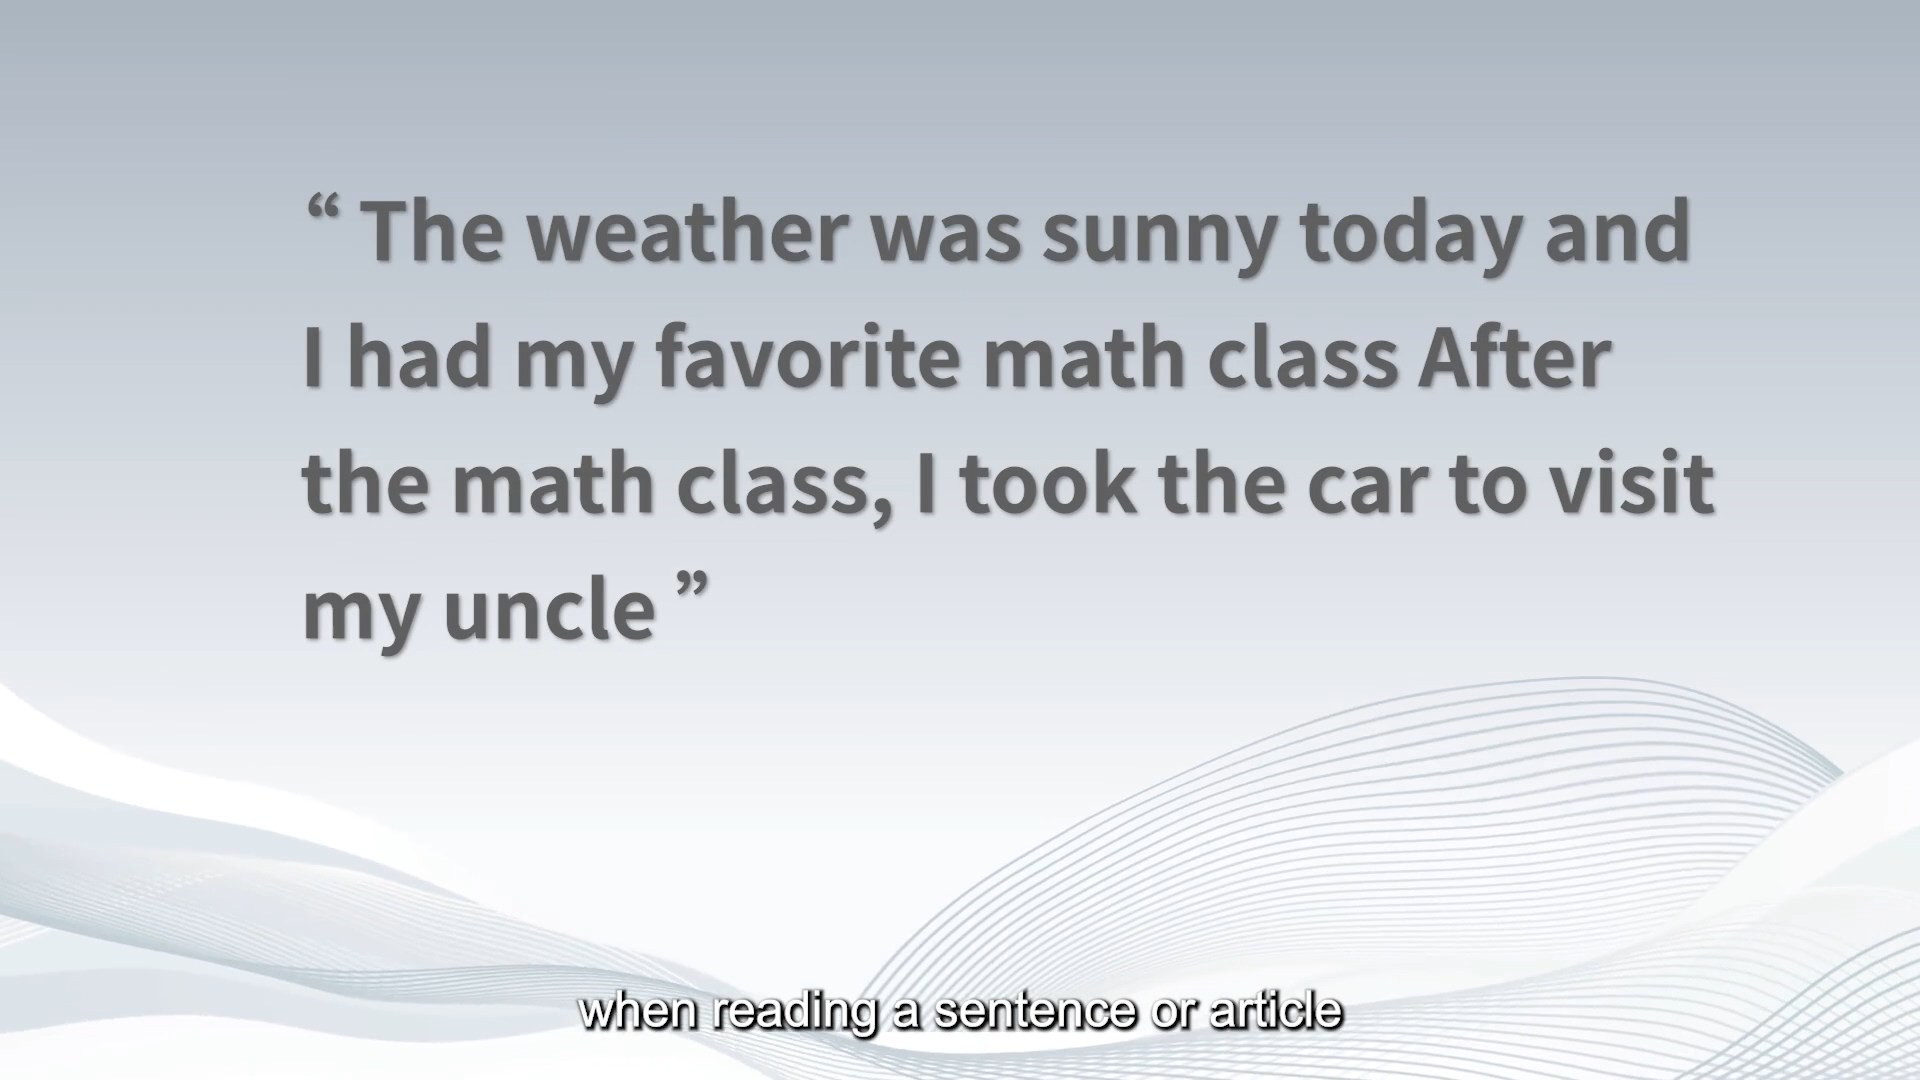 “ The weather was sunny today and
I had my favorite math class After
the math class, I took the car to visit
my uncle ”
when reading a sentence or article